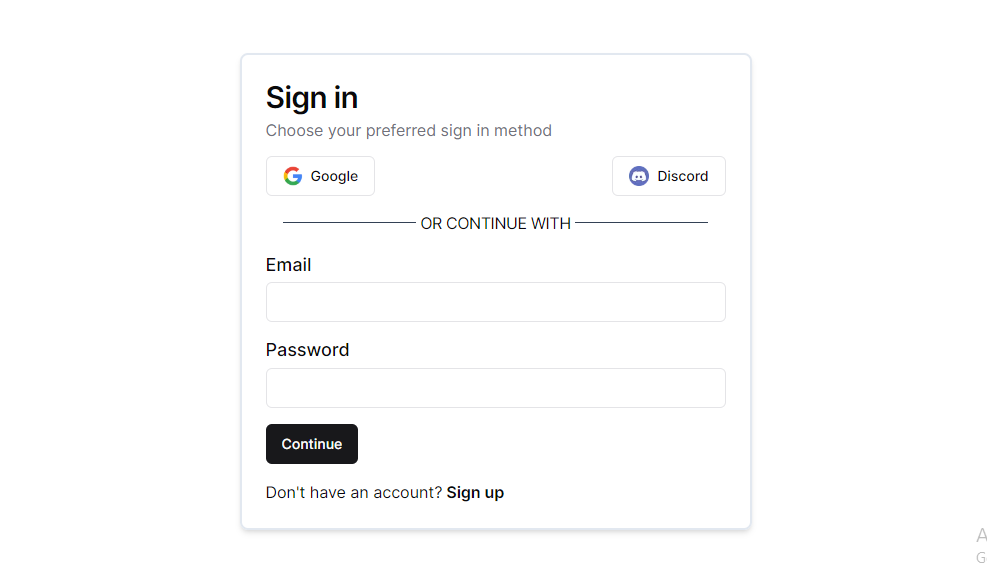 Sign in
Choose your preferred sign in method
Google
Discord
OR CONTINUE WITH
Email
Password
Continue
Don't have an account? Sign up
A
G